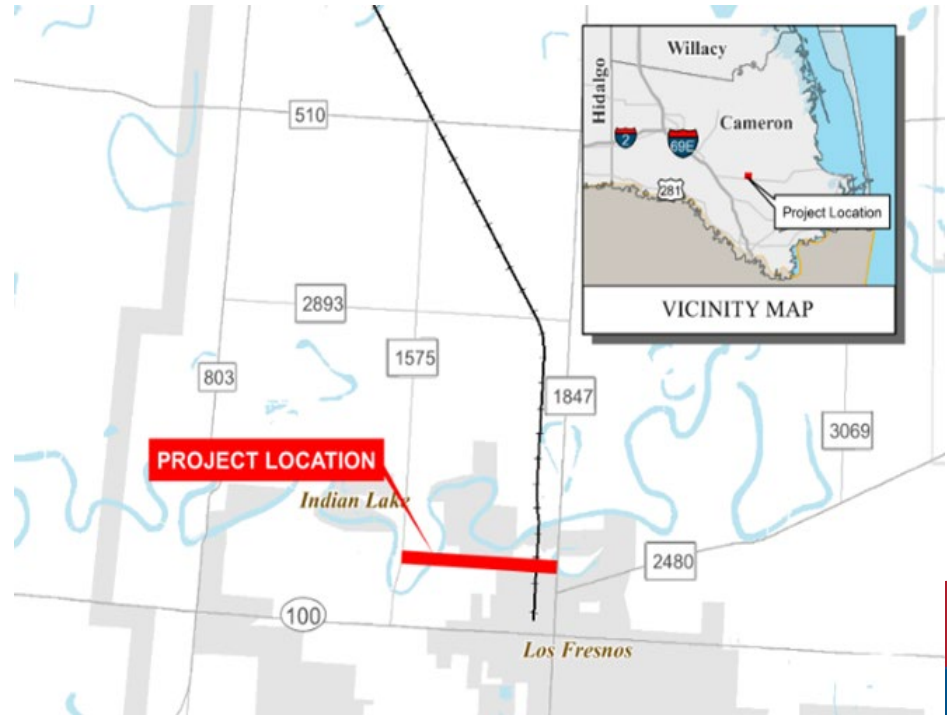 510
2893
1575
803
1847
3069
PROJECT LOCATION
Indian Lake
2480
100
Los Fresnos
Willacy
Hidalgo
Cameron
2
69E
281
Project Location
VICINITY MAP